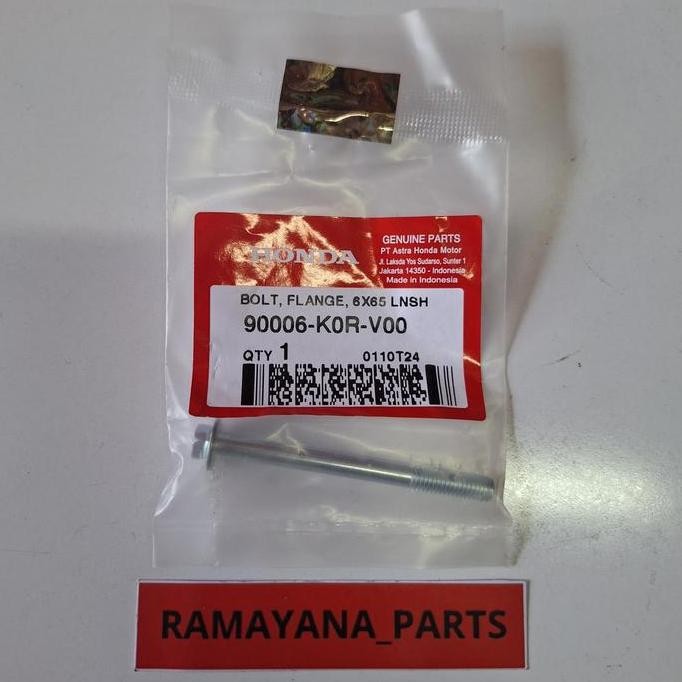 HONDA
GENUINE PARTS
PT Astra Honda Motor
Jl. Laksda Yos Sudarso, Sunter 1
Jakarta 14350 - Indonesia
Made in Indonesia
BOLT, FLANGE, 6X65 LNSH
90006-K0R-V00
QTY 1 0110T24
RAMAYANA_PARTS